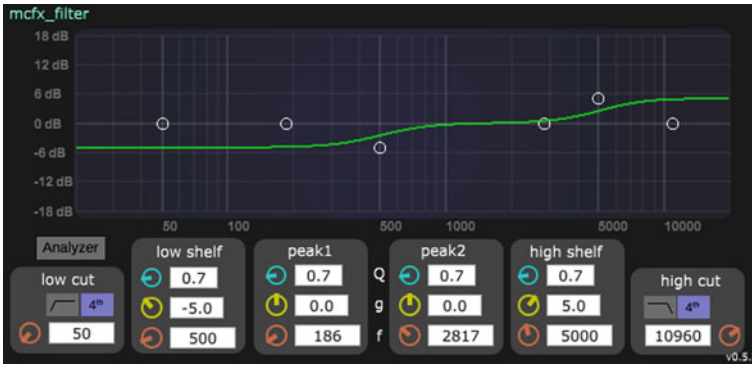 mcfx_filter
18 dB
12 dB
6 dB
0 dB
-6 dB
-12 dB
-18 dB
50 100 500 1000 5000 10000
Analyzer
low cut
4th
50
low shelf
0.7
-5.0
500
peak1
0.7
0.0
186
Q
g
f
peak2
0.7
0.0
2817
high shelf
0.7
5.0
5000
high cut
4th
10960
v0.5.